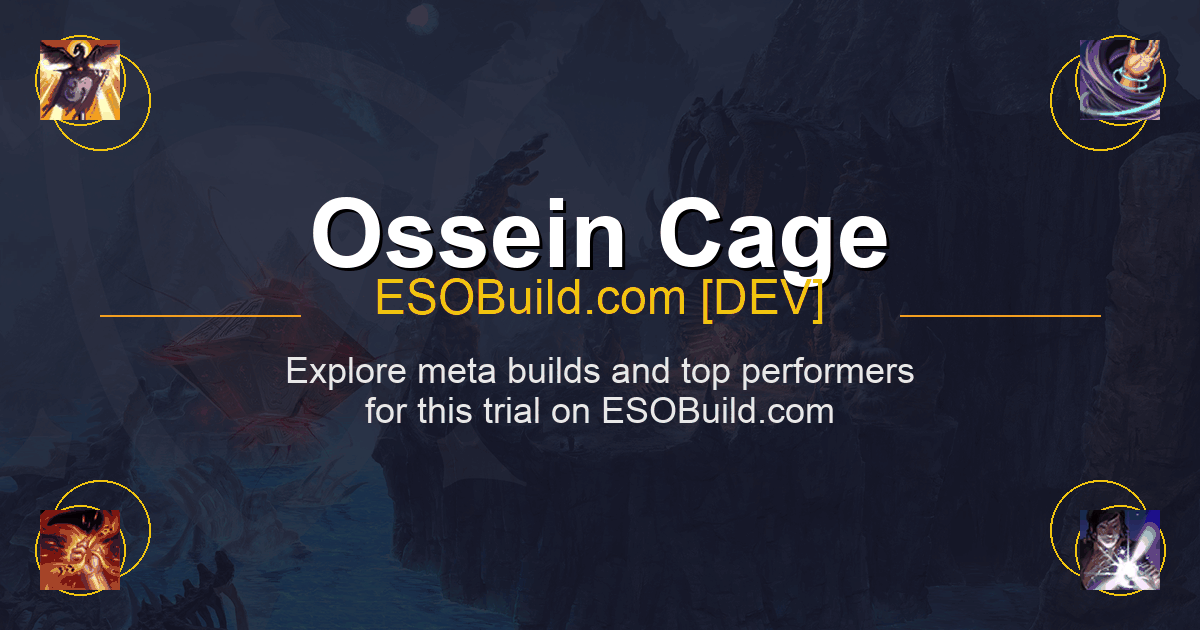 Ossein Cage
ESOBuild.com [DEV]
Explore meta builds and top performers
for this trial on ESOBuild.com